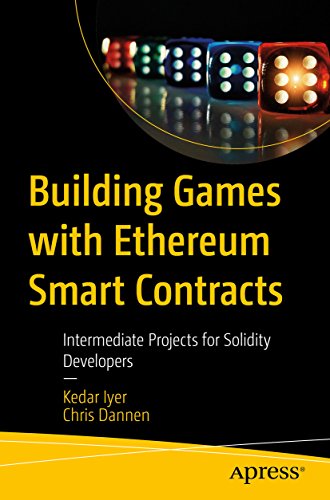 Building Games
with Ethereum
Smart Contracts
Intermediate Projects for Solidity
Developers
Kedar Iyer
Chris Dannen
Apress®